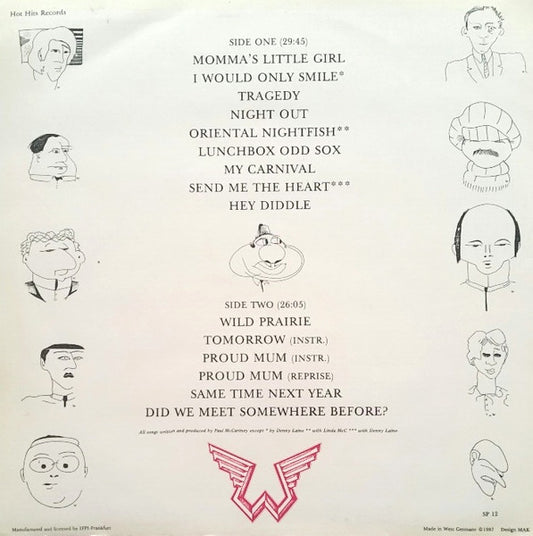 Hot Hits Records
SIDE ONE (29:45)
MOMMA'S LITTLE GIRL
I WOULD ONLY SMILE*
TRAGEDY
NIGHT OUT
ORIENTAL NIGHTFISH**
LUNCHBOX ODD SOX
MY CARNIVAL
SEND ME THE HEART***
HEY DIDDLE
SIDE TWO (26:05)
WILD PRAIRIE
TOMORROW (INSTR.)
PROUD MUM (INSTR.)
PROUD MUM (REPRISE)
SAME TIME NEXT YEAR
DID WE MEET SOMEWHERE BEFORE?
All songs written and produced by Paul McCartney except * by Denny Laine ** with Linda McC *** with Denny Laine
W
SP 12
Manufactured and licensed by IFPS-Frankfurt
Made in West Germany ©1987 Design MAK